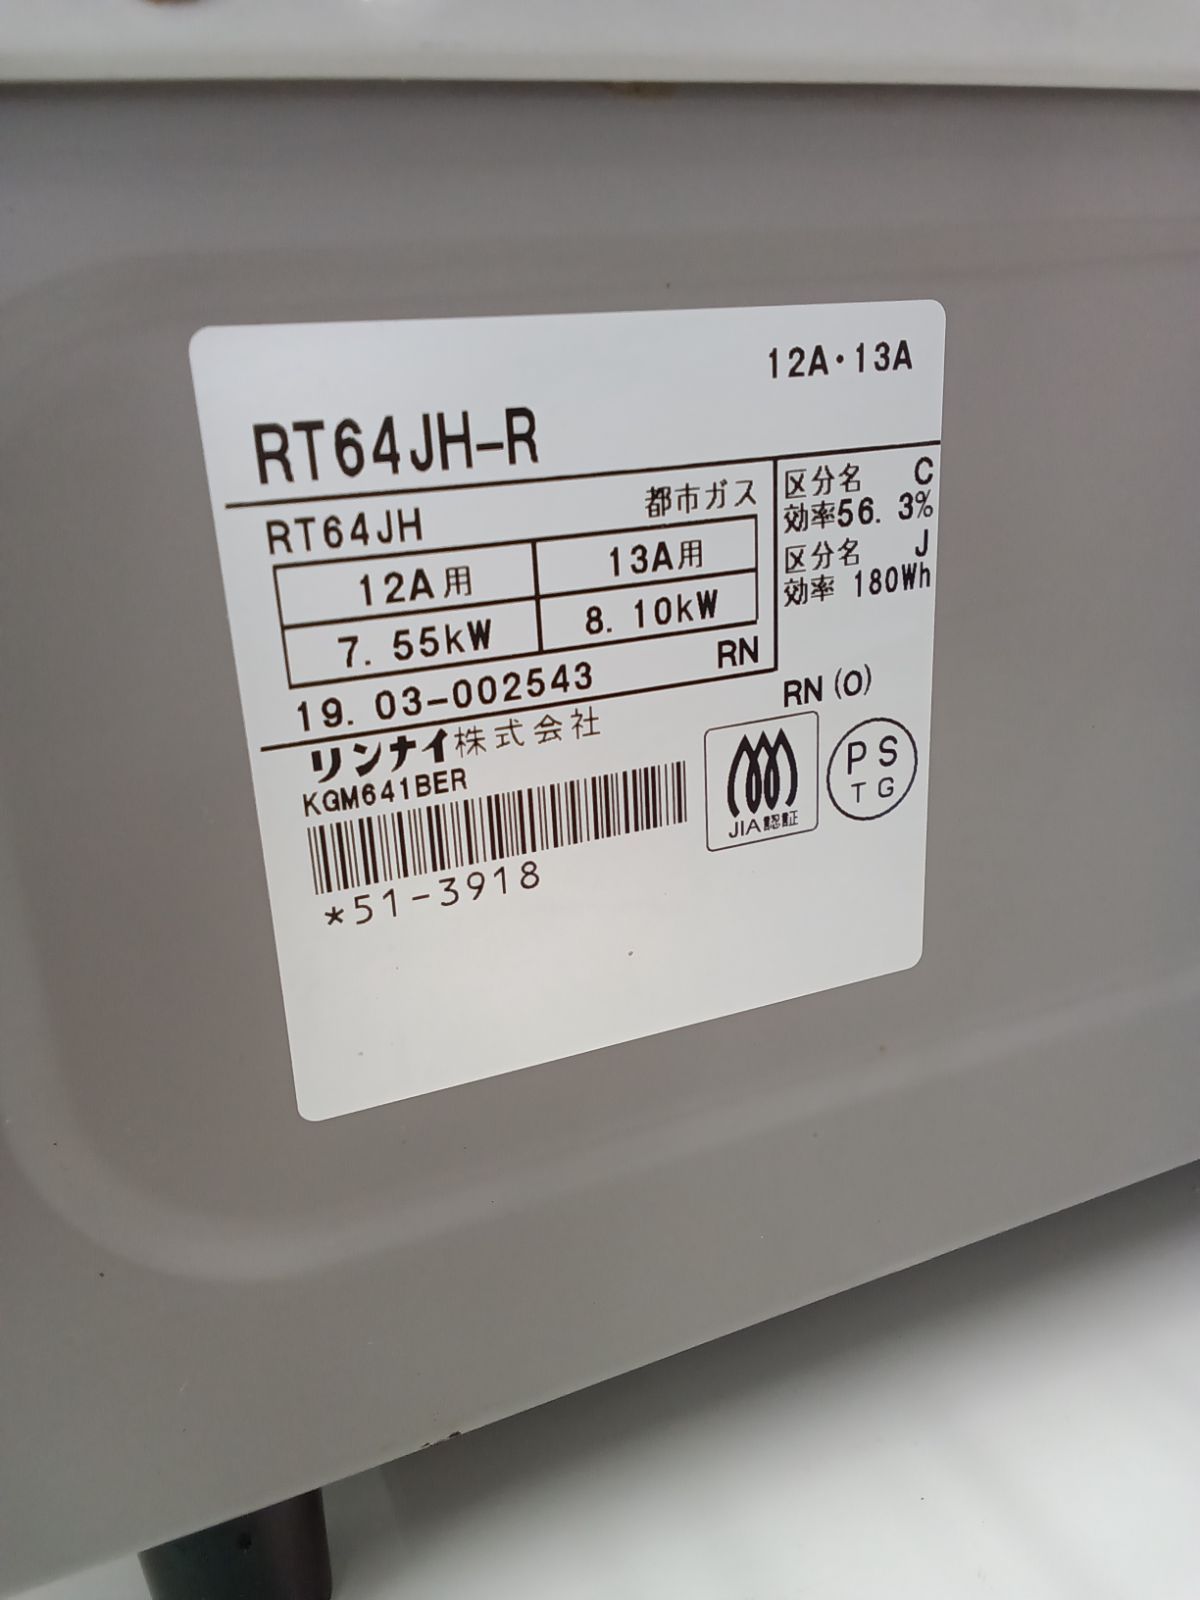 12A・13A
RT64JH-R
RT64JH 都市ガス
12A用 13A用
7.55kW 8.10kW
19.03-002543 RN
区分名 C
効率56.3%
区分名 J
効率 180Wh
RN(O)
リンナイ株式会社
KGM641BER
*51-3918
JIA認証
PS
TG